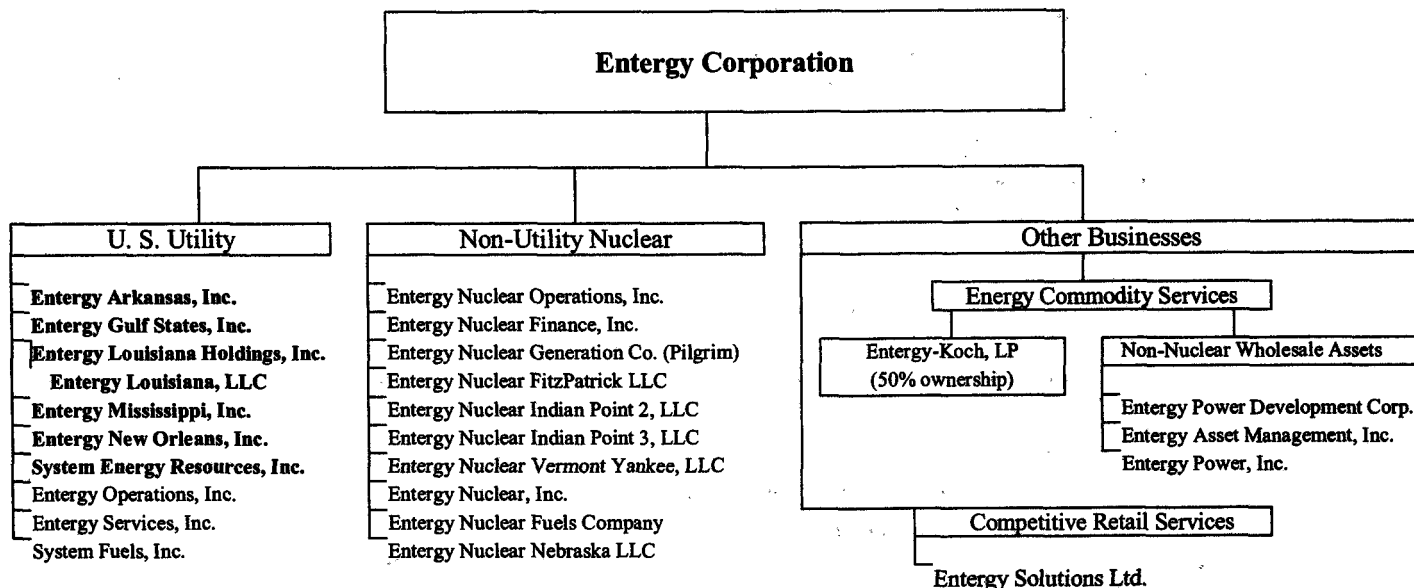 Entergy Corporation
U. S. Utility
Entergy Arkansas, Inc.
Entergy Gulf States, Inc.
Entergy Louisiana Holdings, Inc.
Entergy Louisiana, LLC
Entergy Mississippi, Inc.
Entergy New Orleans, Inc.
System Energy Resources, Inc.
Entergy Operations, Inc.
Entergy Services, Inc.
System Fuels, Inc.
Non-Utility Nuclear
Entergy Nuclear Operations, Inc.
Entergy Nuclear Finance, Inc.
Entergy Nuclear Generation Co. (Pilgrim)
Entergy Nuclear FitzPatrick LLC
Entergy Nuclear Indian Point 2, LLC
Entergy Nuclear Indian Point 3, LLC
Entergy Nuclear Vermont Yankee, LLC
Entergy Nuclear, Inc.
Entergy Nuclear Fuels Company
Entergy Nuclear Nebraska LLC
Other Businesses
Energy Commodity Services
Entergy-Koch, LP
(50% ownership)
Non-Nuclear Wholesale Assets
Entergy Power Development Corp.
Entergy Asset Management, Inc.
Entergy Power, Inc.
Competitive Retail Services
Entergy Solutions Ltd.